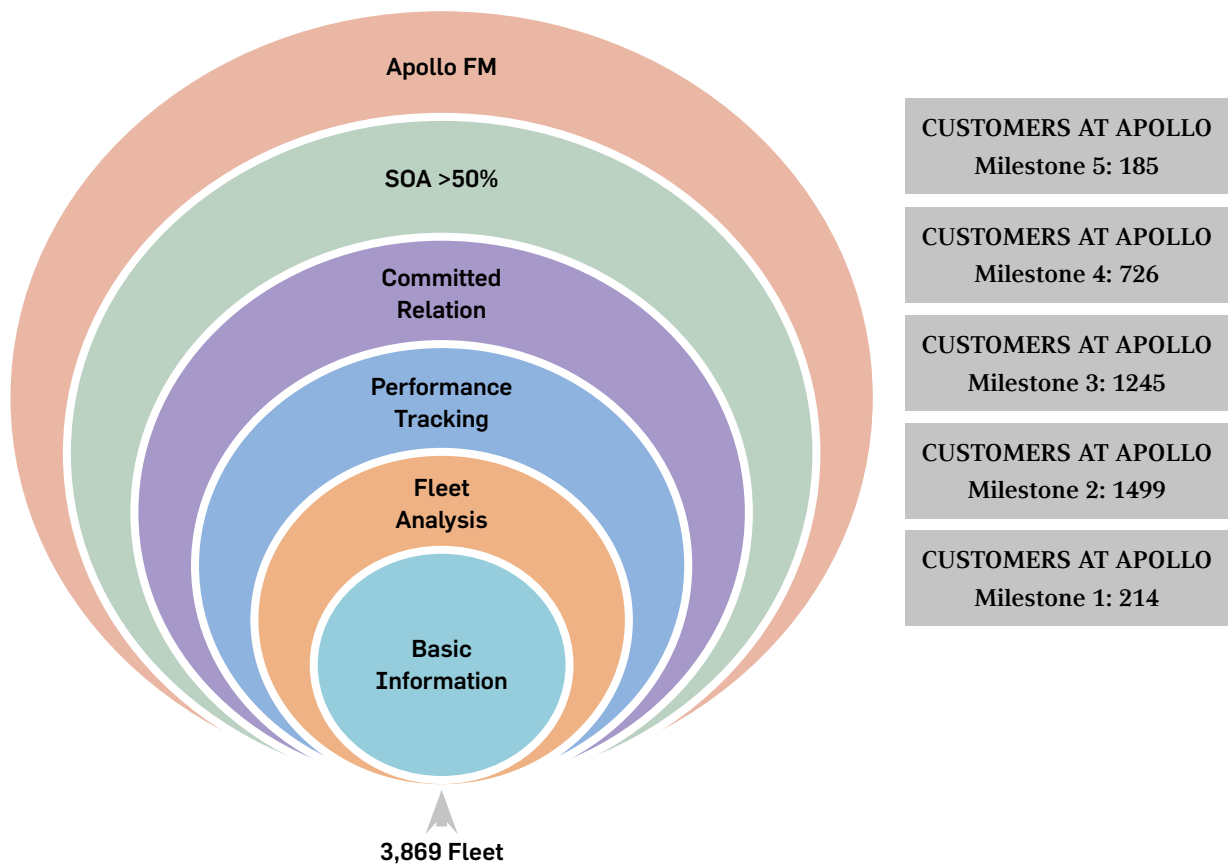 Apollo FM
SOA >50%
Committed
Relation
Performance
Tracking
Fleet
Analysis
Basic
Information
3,869 Fleet
CUSTOMERS AT APOLLO
Milestone 5: 185
CUSTOMERS AT APOLLO
Milestone 4: 726
CUSTOMERS AT APOLLO
Milestone 3: 1245
CUSTOMERS AT APOLLO
Milestone 2: 1499
CUSTOMERS AT APOLLO
Milestone 1: 214